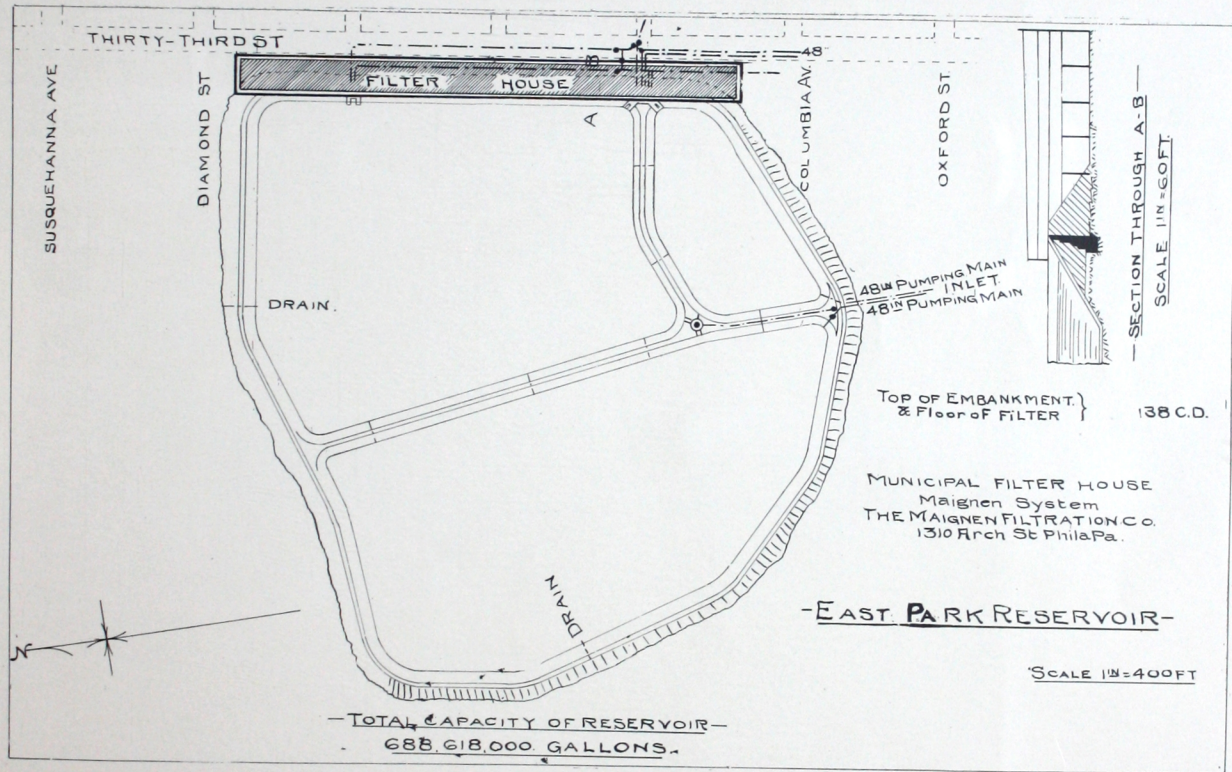 THIRTY-THIRD ST
48"
B
FILTER HOUSE
A
SUSQUEHANNA AVE.
DIAMOND ST
COLUMBIA AV.
OXFORD ST.
SECTION THROUGH A-B
SCALE 1IN=60FT.
DRAIN.
48IN PUMPING MAIN
INLET.
48IN PUMPING MAIN
TOP OF EMBANKMENT. }
& Floor of FILTER
138 C.D.
MUNICIPAL FILTER HOUSE
Maignen System
THE MAIGNEN FILTRATION CO.
1310 Arch St Phila Pa.
DRAIN
-EAST PARK RESERVOIR-
N
SCALE 1IN=400FT
-TOTAL CAPACITY OF RESERVOIR-
688,618,000 GALLONS.